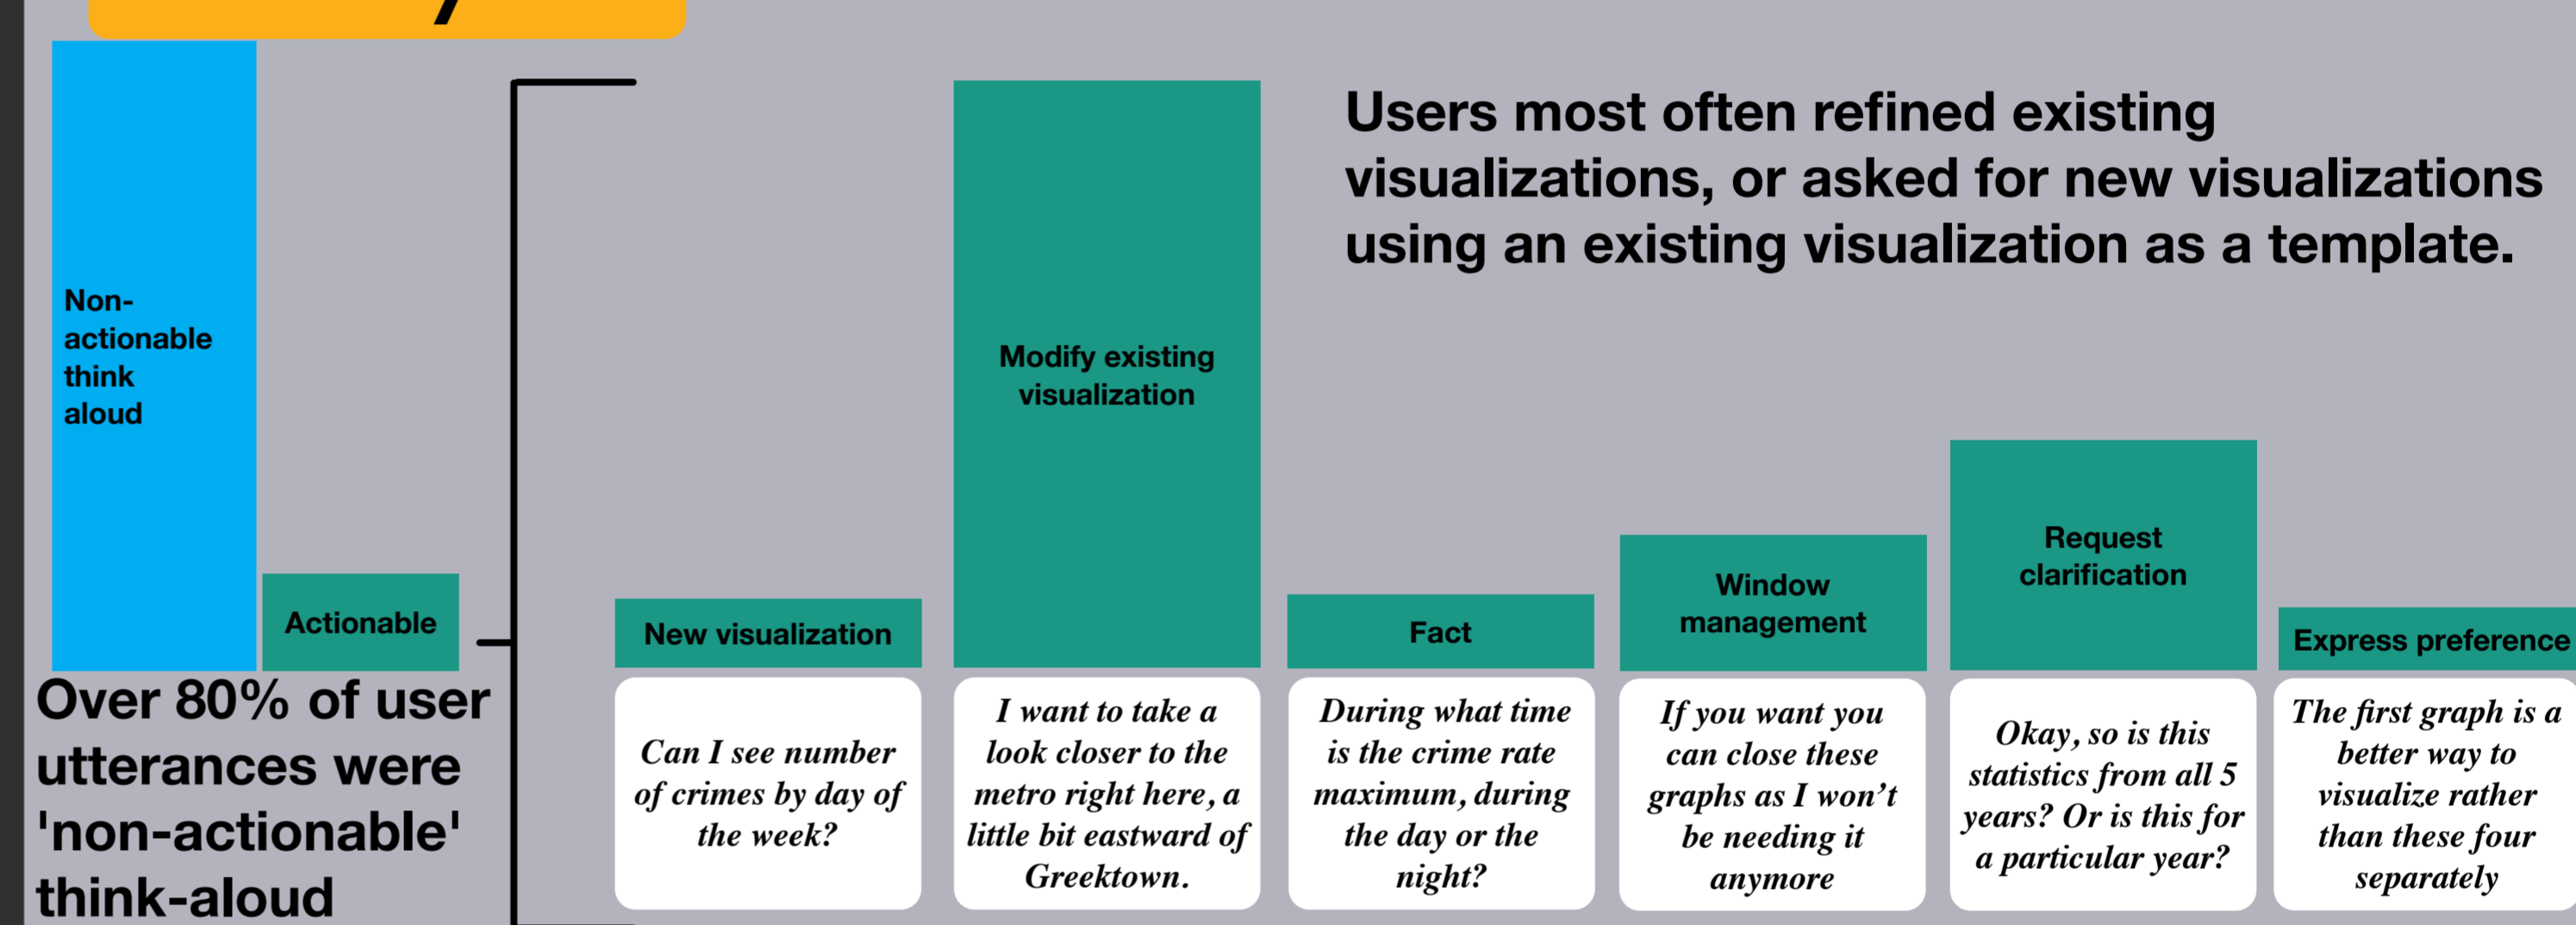 Non-
actionable
think
aloud
Actionable
Over 80% of user
utterances were
'non-actionable'
think-aloud
Users most often refined existing
visualizations, or asked for new visualizations
using an existing visualization as a template.
New visualization
Can I see number
of crimes by day of
the week?
Modify existing
visualization
I want to take a
look closer to the
metro right here, a
little bit eastward of
Greektown.
Fact
During what time
is the crime rate
maximum, during
the day or the
night?
Window
management
If you want you
can close these
graphs as I won't
be needing it
anymore
Request
clarification
Okay, so is this
statistics from all 5
years? Or is this for
a particular year?
Express preference
The first graph is a
better way to
visualize rather
than these four
separately